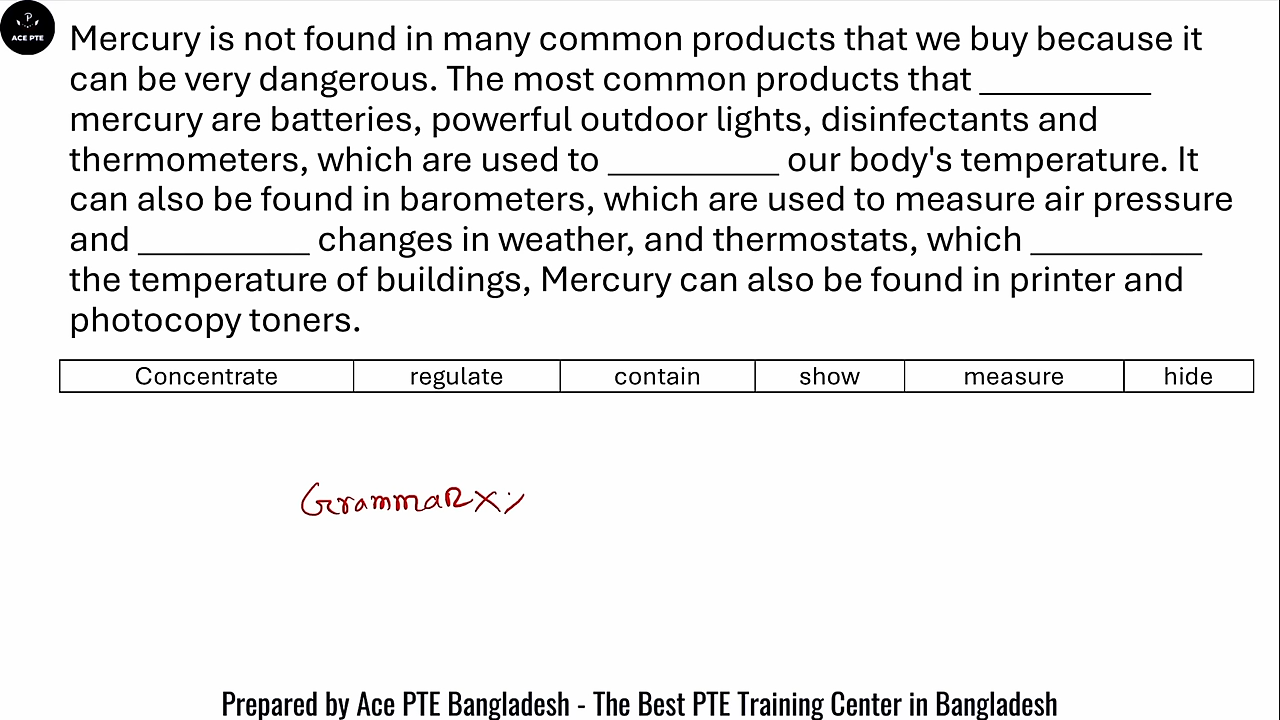 ACE PTE
Mercury is not found in many common products that we buy because it
can be very dangerous. The most common products that __________
mercury are batteries, powerful outdoor lights, disinfectants and
thermometers, which are used to __________ our body's temperature. It
can also be found in barometers, which are used to measure air pressure
and __________ changes in weather, and thermostats, which __________
the temperature of buildings, Mercury can also be found in printer and
photocopy toners.
Concentrate regulate contain show measure hide
GrammaR X
Prepared by Ace PTE Bangladesh - The Best PTE Training Center in Bangladesh